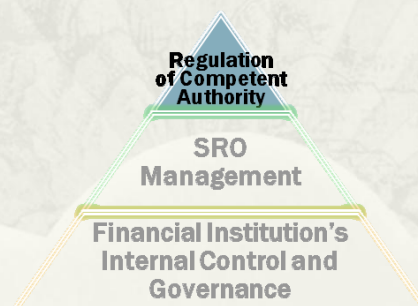 Regulation
of Competent
Authority
SRO
Management
Financial Institution's
Internal Control and
Governance